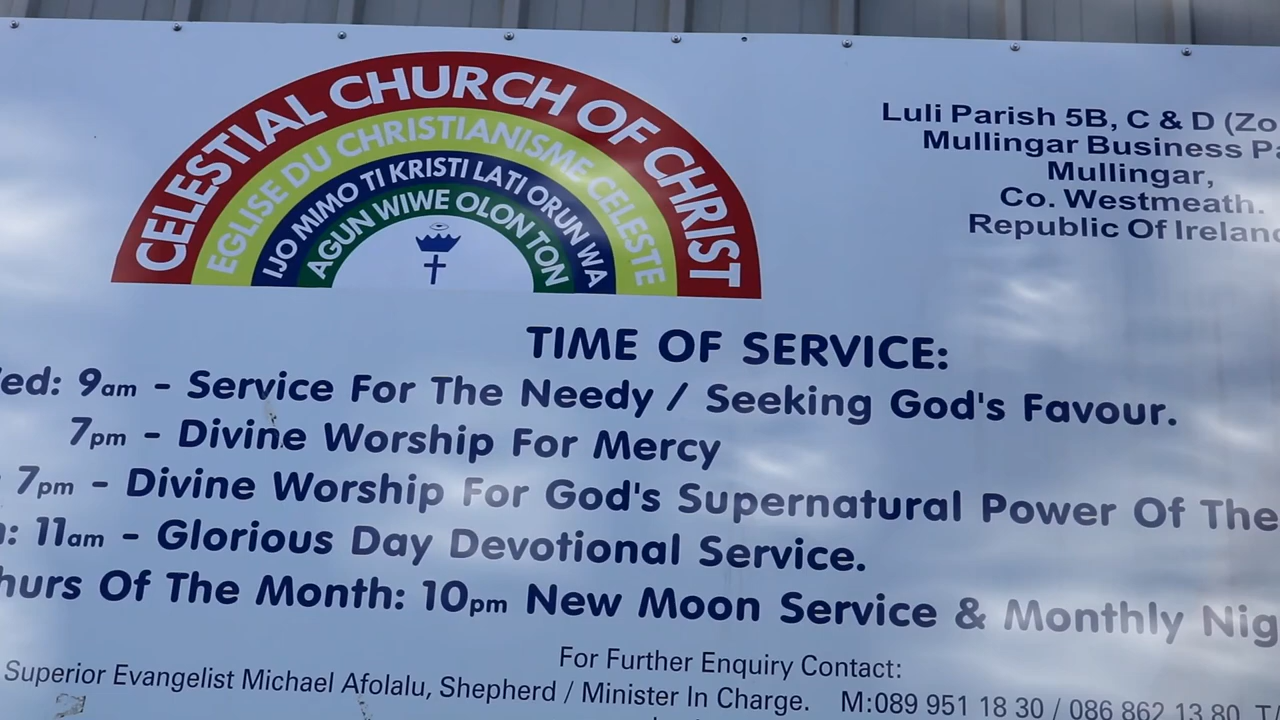 CELESTIAL CHURCH OF CHRIST
EGLISE DU CHRISTIANISME CELESTE
IJO MIMO TI KRISTI LATI ORUN WA
AGUN WIWE OLON TON
Luli Parish 5B, C & D (Zo
Mullingar Business Pa
Mullingar,
Co. Westmeath.
Republic Of Ireland
TIME OF SERVICE:
ed: 9am - Service For The Needy / Seeking God's Favour.
7pm - Divine Worship For Mercy
7pm - Divine Worship For God's Supernatural Power Of The
: 11am - Glorious Day Devotional Service.
hurs Of The Month: 10pm New Moon Service & Monthly Nig
For Further Enquiry Contact:
Superior Evangelist Michael Afolalu, Shepherd / Minister In Charge. M:089 951 18 30 / 086 862 13 80